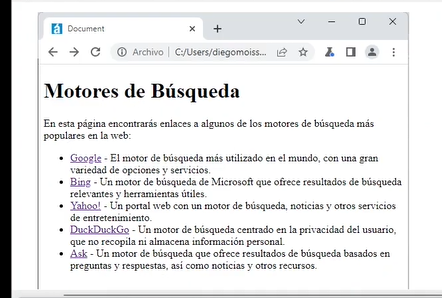 Document
Archivo
C:/Users/diegomoiss...
Motores de Búsqueda
En esta página encontrarás enlaces a algunos de los motores de búsqueda más
populares en la web:
Google - El motor de búsqueda más utilizado en el mundo, con una gran
variedad de opciones y servicios.
Bing - Un motor de búsqueda de Microsoft que ofrece resultados de búsqueda
relevantes y herramientas útiles.
Yahoo! - Un portal web con un motor de búsqueda, noticias y otros servicios
de entretenimiento.
DuckDuckGo - Un motor de búsqueda centrado en la privacidad del usuario,
que no recopila ni almacena información personal.
Ask - Un motor de búsqueda que ofrece resultados de búsqueda basados en
preguntas y respuestas, así como noticias y otros recursos.